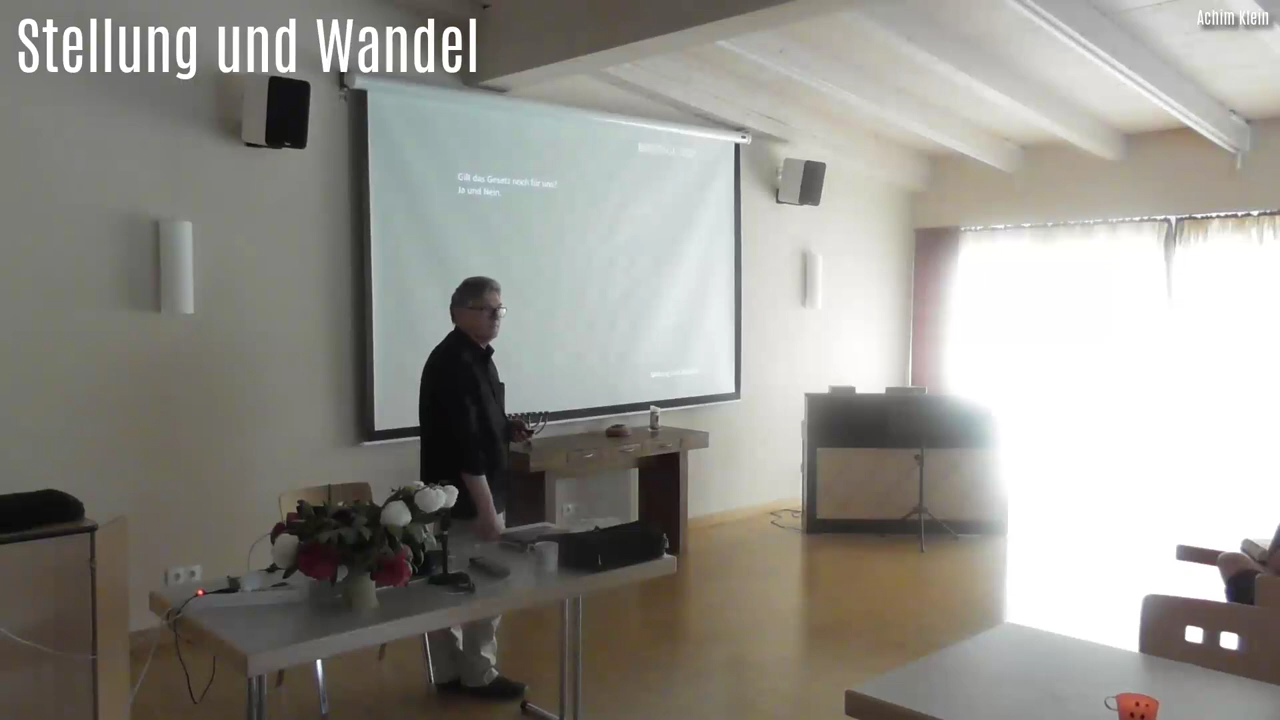 Stellung und Wandel
Achim Klein
Gilt das Gesetz noch für uns?
Ja und Nein.